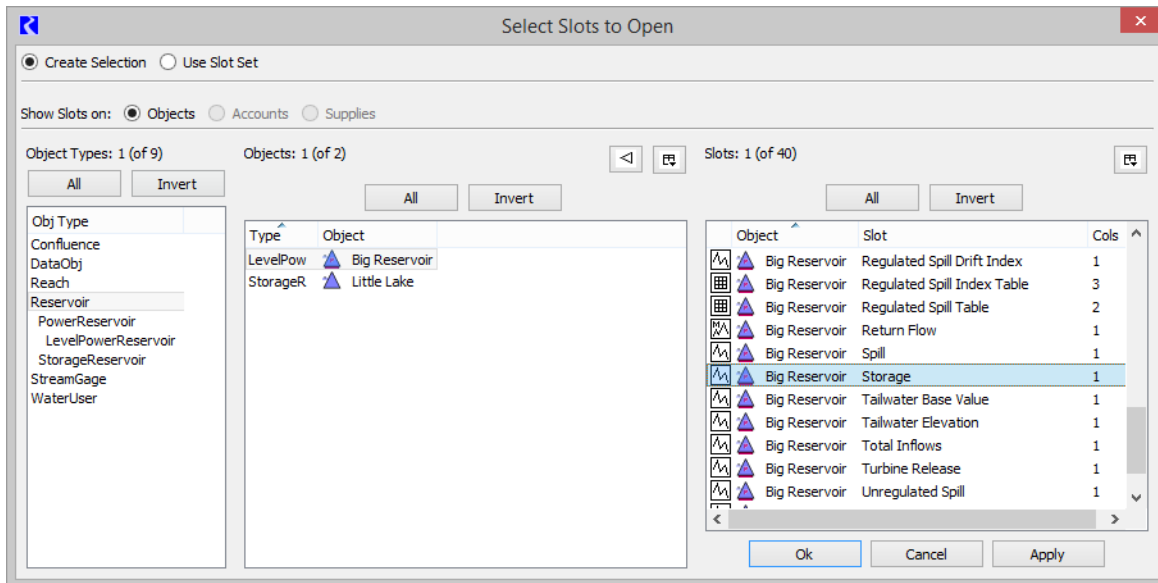 Select Slots to Open
Create Selection Use Slot Set
Show Slots on: Objects Accounts Supplies
Object Types: 1 (of 9)
All Invert
Obj Type
Confluence
DataObj
Reach
Reservoir
PowerReservoir
LevelPowerReservoir
StorageReservoir
StreamGage
WaterUser
Objects: 1 (of 2)
All Invert
Type Object
LevelPow Big Reservoir
StorageR Little Lake
Slots: 1 (of 40)
All Invert
Object Slot Cols
Big Reservoir Regulated Spill Drift Index 1
Big Reservoir Regulated Spill Index Table 3
Big Reservoir Regulated Spill Table 2
Big Reservoir Return Flow 1
Big Reservoir Spill 1
Big Reservoir Storage 1
Big Reservoir Tailwater Base Value 1
Big Reservoir Tailwater Elevation 1
Big Reservoir Total Inflows 1
Big Reservoir Turbine Release 1
Big Reservoir Unregulated Spill 1
Ok Cancel Apply